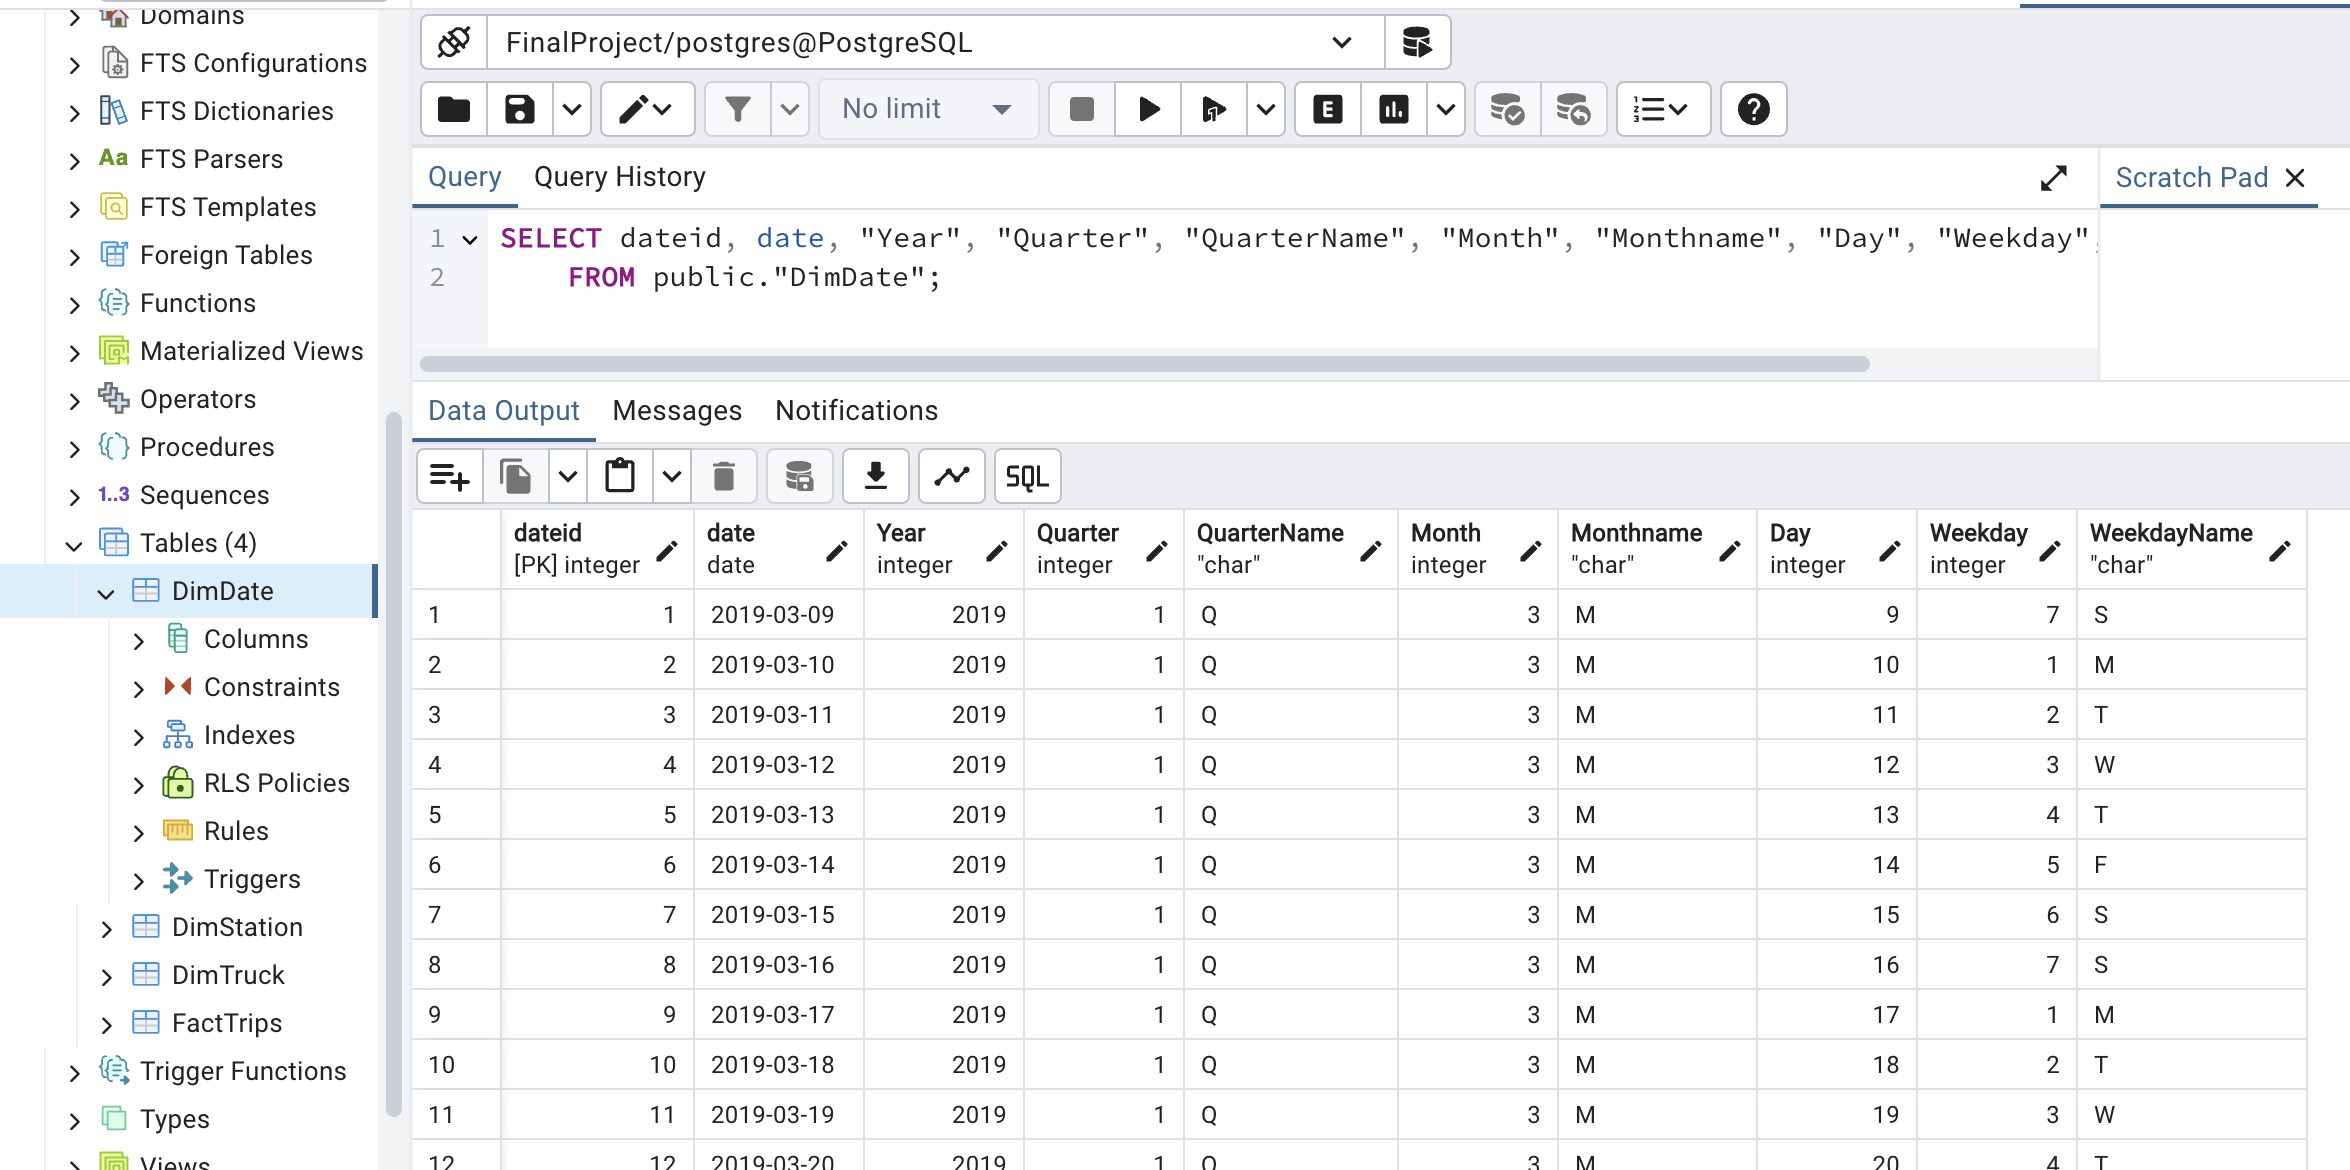 Domains
FTS Configurations
FTS Dictionaries
Aa FTS Parsers
FTS Templates
Foreign Tables
Functions
Materialized Views
Operators
Procedures
1..3 Sequences
Tables (4)
DimDate
Columns
Constraints
Indexes
RLS Policies
Rules
Triggers
DimStation
DimTruck
FactTrips
Trigger Functions
Types
Views
FinalProject/postgres@PostgreSQL
No limit
E
Query Query History
Scratch Pad
1 SELECT dateid, date, "Year", "Quarter", "QuarterName", "Month", "Monthname", "Day", "Weekday",
2 FROM public."DimDate";
Data Output Messages Notifications
SQL
dateid date Year Quarter QuarterName Month Monthname Day Weekday WeekdayName
[PK] integer date integer integer "char" integer "char" integer integer "char"
1 1 2019-03-09 2019 1 Q 3 M 9 7 S
2 2 2019-03-10 2019 1 Q 3 M 10 1 M
3 3 2019-03-11 2019 1 Q 3 M 11 2 T
4 4 2019-03-12 2019 1 Q 3 M 12 3 W
5 5 2019-03-13 2019 1 Q 3 M 13 4 T
6 6 2019-03-14 2019 1 Q 3 M 14 5 F
7 7 2019-03-15 2019 1 Q 3 M 15 6 S
8 8 2019-03-16 2019 1 Q 3 M 16 7 S
9 9 2019-03-17 2019 1 Q 3 M 17 1 M
10 10 2019-03-18 2019 1 Q 3 M 18 2 T
11 11 2019-03-19 2019 1 Q 3 M 19 3 W
12 12 2019-03-20 2019 1 Q 3 M 20 4 T